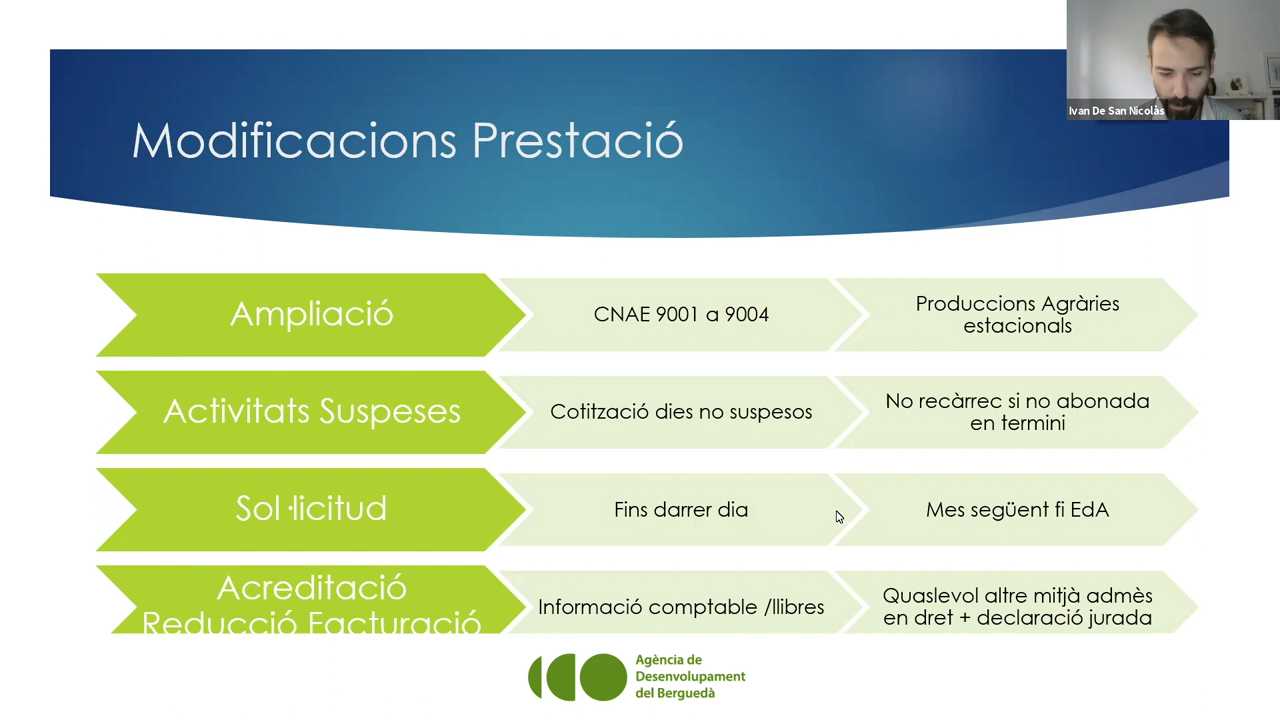 Ivan De San Nicolàs
Modificacions Prestació
Ampliació
CNAE 9001 a 9004
Produccions Agràries
estacionals
Activitats Suspeses
Cotització dies no suspesos
No recàrrec si no abonada
en termini
Sol·licitud
Fins darrer dia
Mes següent fi EdA
Acreditació
Reducció Facturació
Informació comptable /llibres
Quaslevol altre mitjà admès
en dret + declaració jurada
Agència de
Desenvolupament
del Berguedà